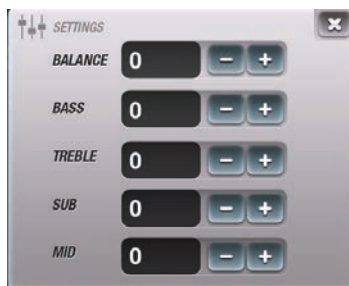 SETTINGS
BALANCE 0 - +
BASS 0 - +
TREBLE 0 - +
SUB 0 - +
MID 0 - +